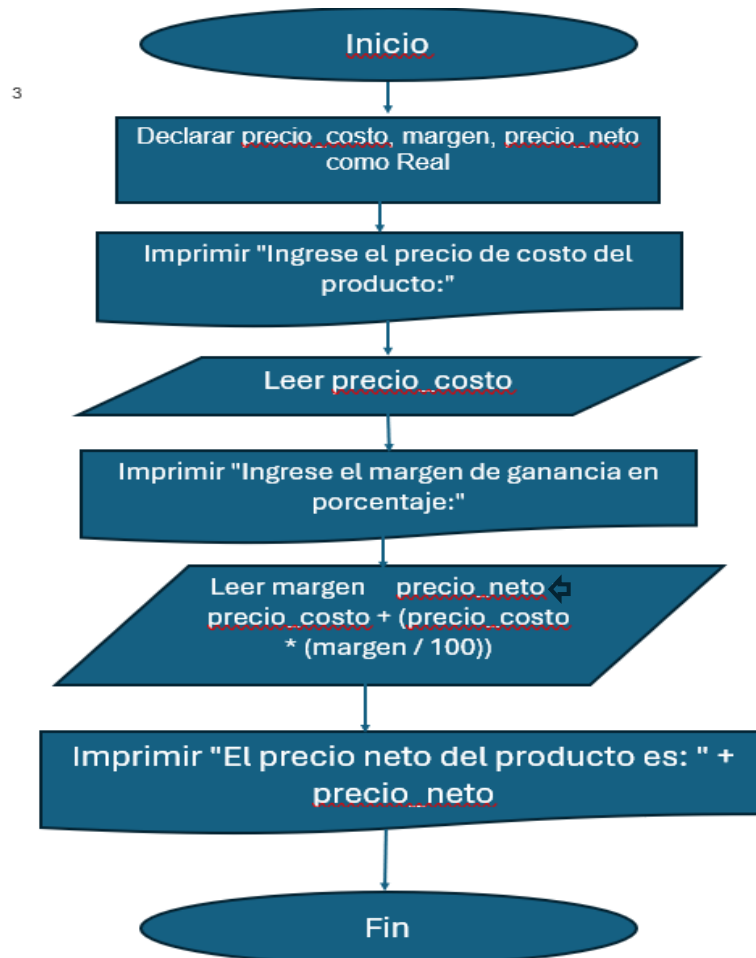 Inicio
3
Declarar precio_costo, margen, precio_neto
como Real
Imprimir "Ingrese el precio de costo del
producto:"
Leer precio_costo
Imprimir "Ingrese el margen de ganancia en
porcentaje:"
Leer margen precio_neto
precio_costo + (precio_costo
* (margen / 100))
Imprimir "El precio neto del producto es: " +
precio_neto
Fin